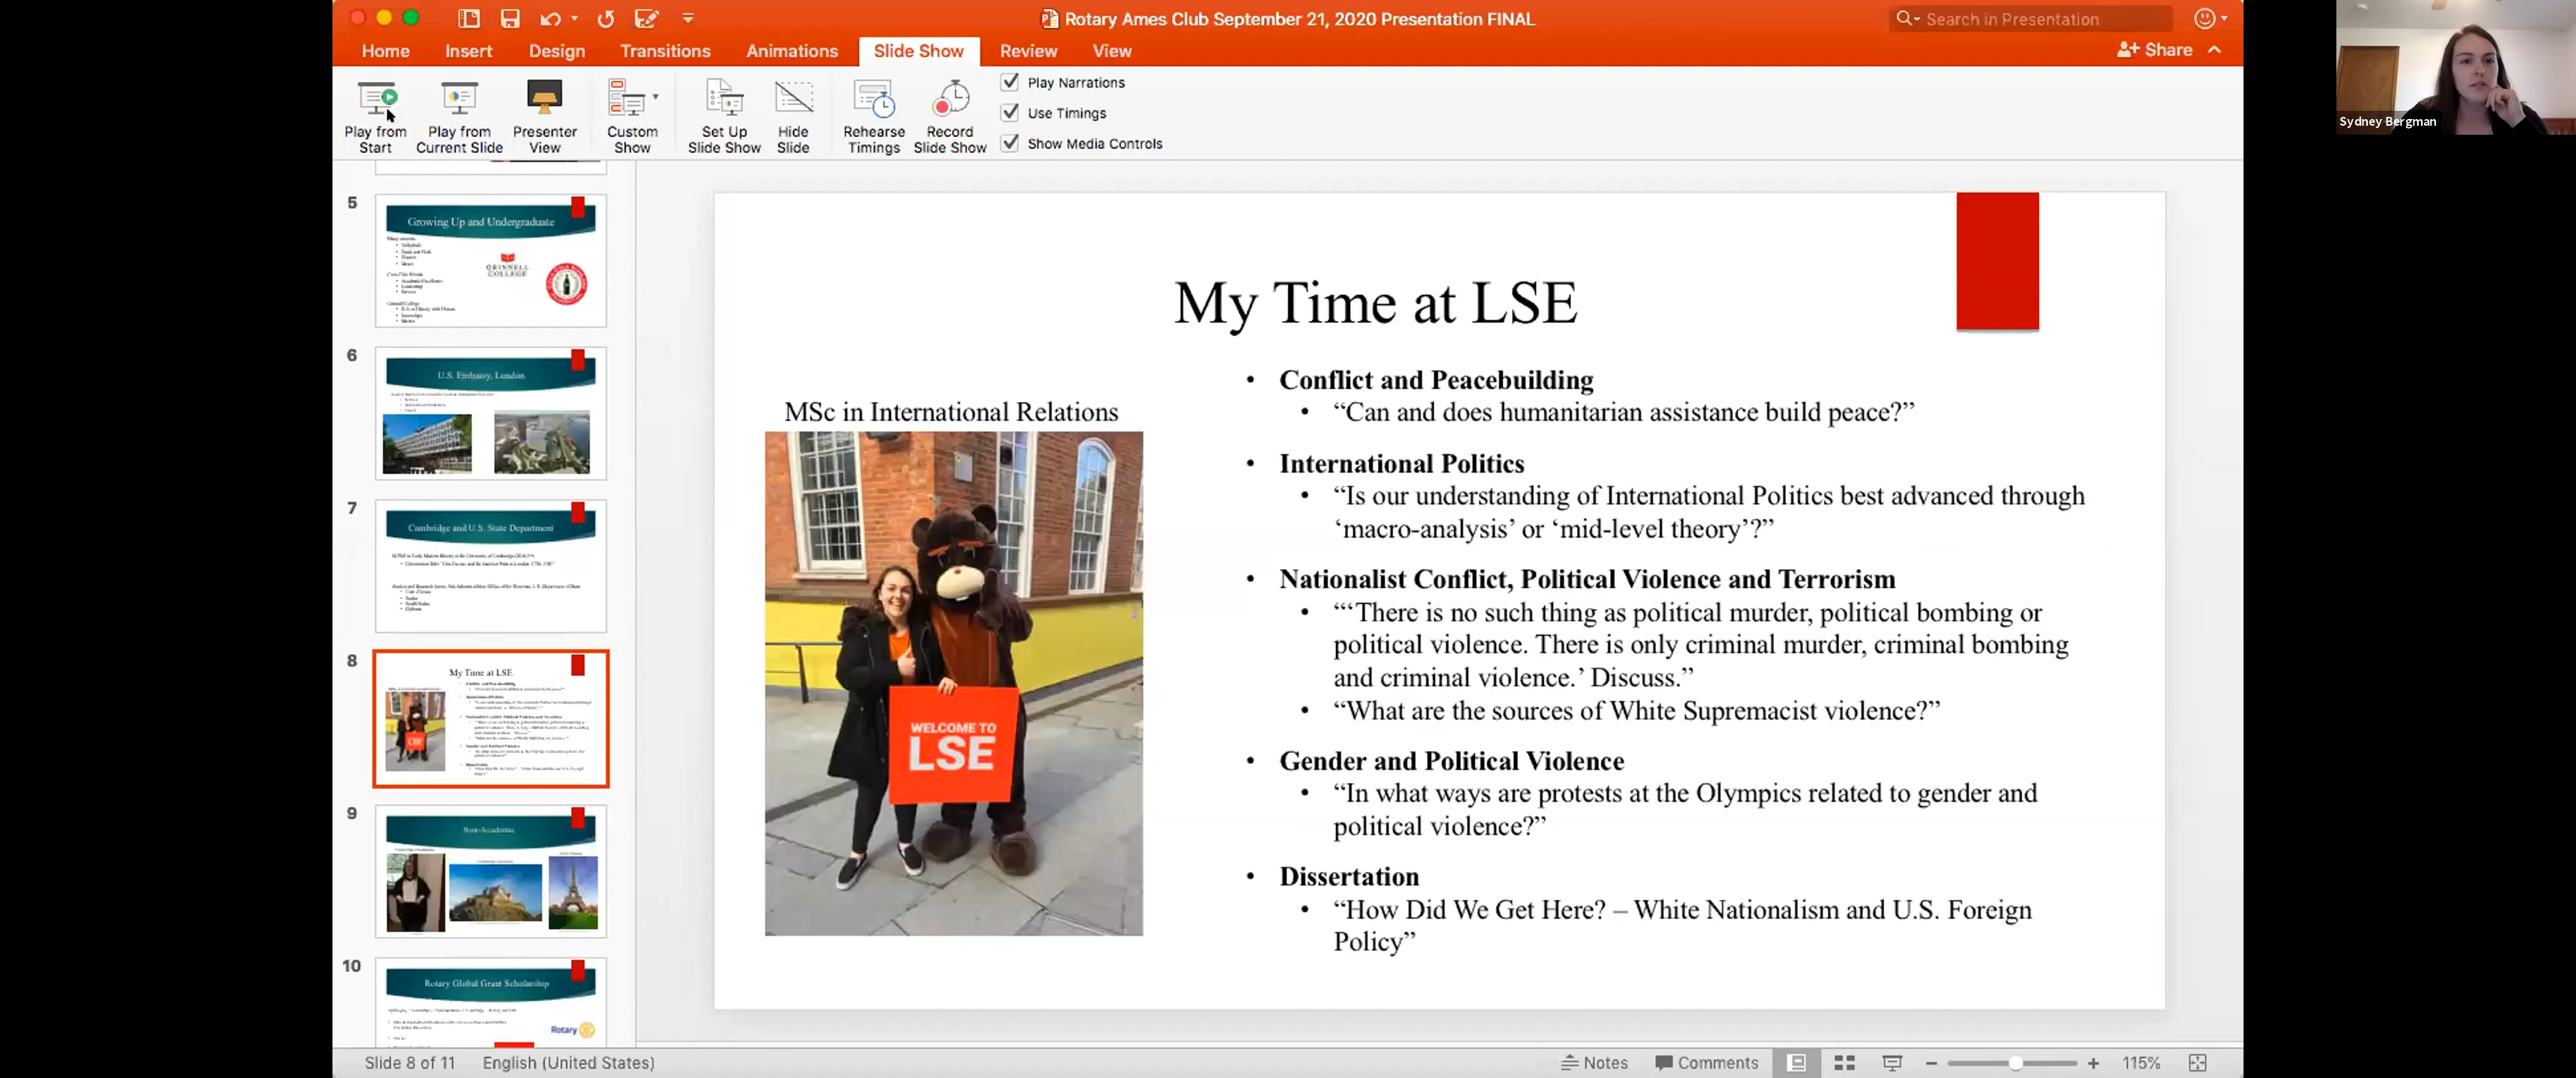 Rotary Ames Club September 21, 2020 Presentation FINAL
Search in Presentation
Home Insert Design Transitions Animations Slide Show Review View
Share
Play from Start
Play from Current Slide
Presenter View
Custom Show
Set Up Slide Show
Hide Slide
Rehearse Timings
Record Slide Show
Play Narrations
Use Timings
Show Media Controls
Sydney Bergman
5
Growing Up and Undergraduate
GRINNELL
COLLEGE
6
U.S. Embassy, London
7
Cambridge and U.S. State Department
8
My Time at LSE
9
Non-Academic
10
Rotary Global Grant Scholarship
Rotary
My Time at LSE
MSc in International Relations
WELCOME TO
LSE
• Conflict and Peacebuilding
• “Can and does humanitarian assistance build peace?”
• International Politics
• “Is our understanding of International Politics best advanced through
‘macro-analysis’ or ‘mid-level theory’?”
• Nationalist Conflict, Political Violence and Terrorism
• “‘There is no such thing as political murder, political bombing or
political violence. There is only criminal murder, criminal bombing
and criminal violence.’ Discuss.”
• “What are the sources of White Supremacist violence?”
• Gender and Political Violence
• “In what ways are protests at the Olympics related to gender and
political violence?”
• Dissertation
• “How Did We Get Here? – White Nationalism and U.S. Foreign
Policy”
Slide 8 of 11 English (United States)
Notes Comments 115%